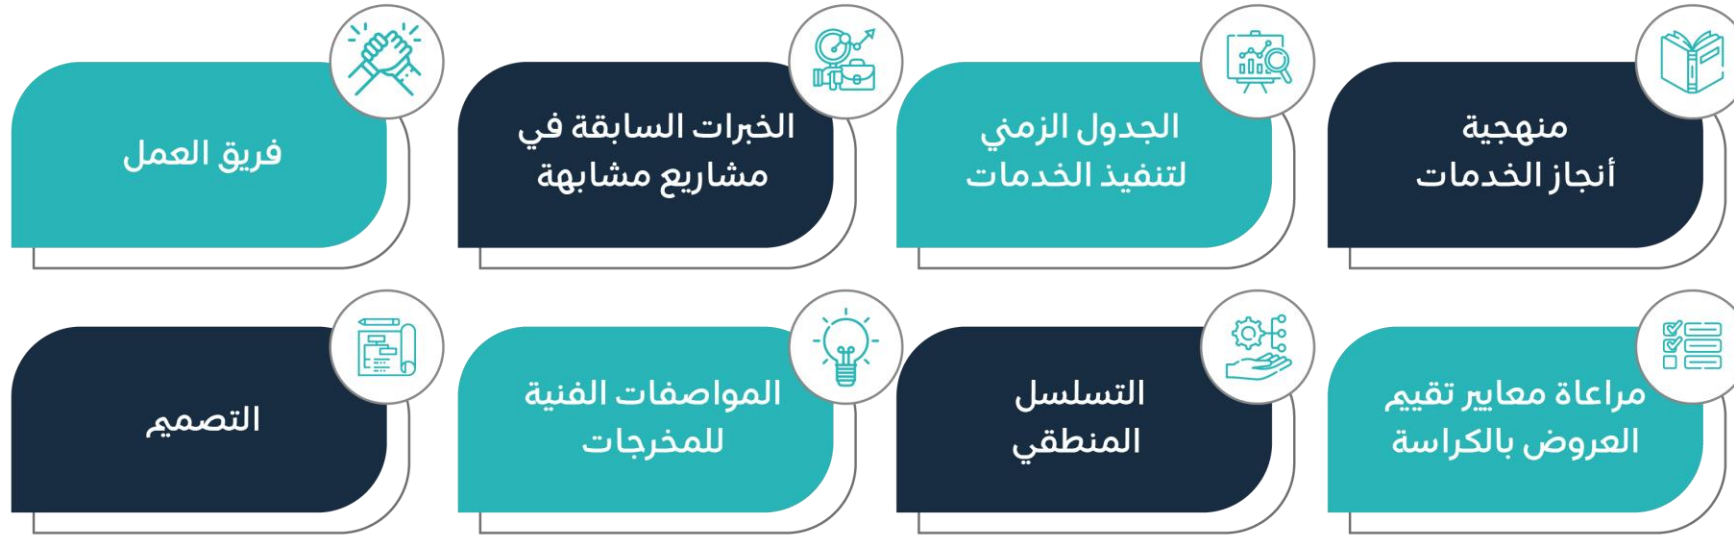 منهجية
أنجاز الخدمات
الجدول الزمني
لتنفيذ الخدمات
الخبرات السابقة في
مشاريع مشابهة
فريق العمل
مراعاة معايير تقييم
العروض بالكراسة
التسلسل
المنطقي
المواصفات الفنية
للمخرجات
التصميم